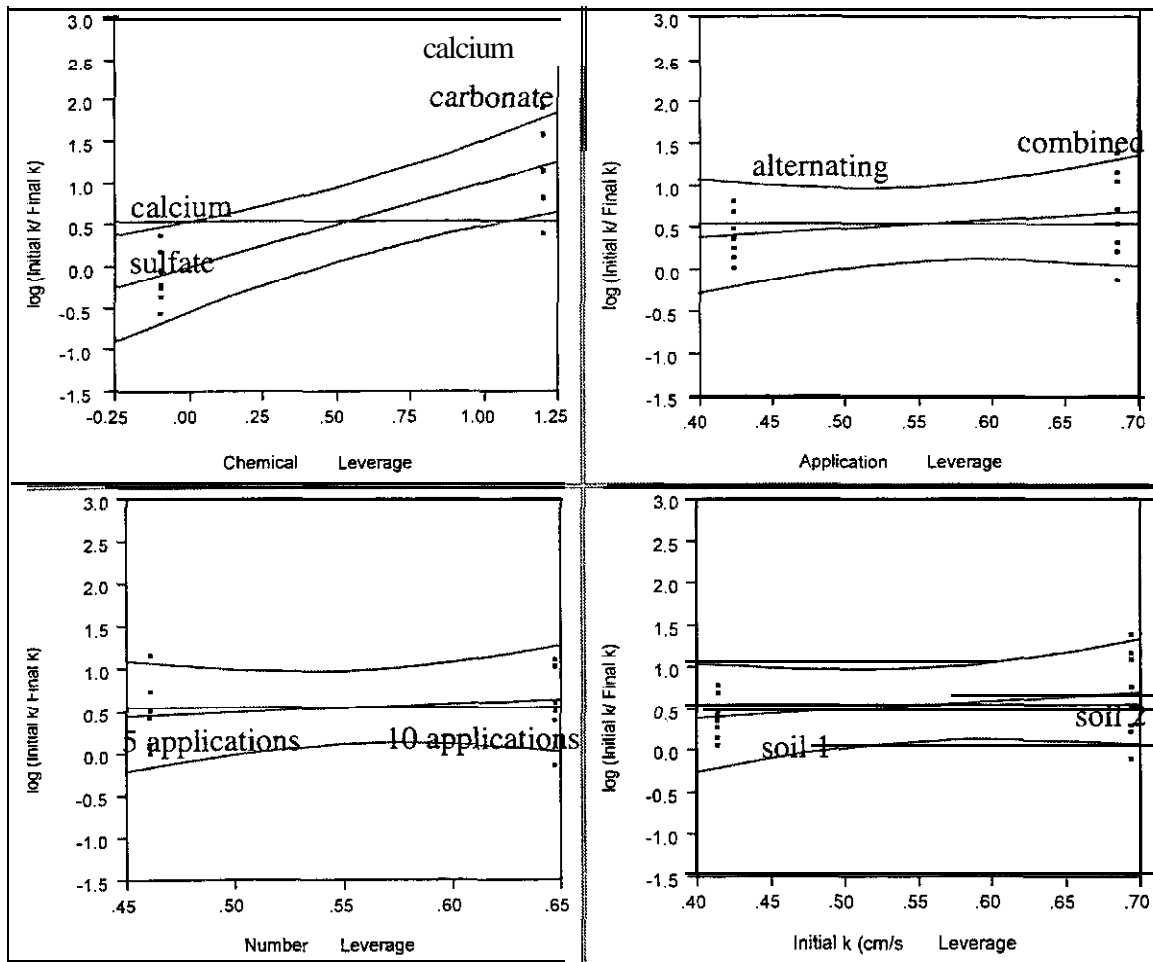 3.0
2.5
2.0
1.5
1.0
0.5
0.0
-0.5
-1.0
-1.5
log (Initial k/ Final k)
calcium
carbonate
calcium
sulfate
-0.25 .00 .25 .50 .75 1.00 1.25
Chemical Leverage
3.0
2.5
2.0
1.5
1.0
0.5
0.0
-0.5
-1.0
-1.5
log (Initial k/ Final k)
combined
alternating
.40 .45 .50 .55 .60 .65 .70
Application Leverage
3.0
2.5
2.0
1.5
1.0
0.5
0.0
-0.5
-1.0
-1.5
log (Initial k/ Final k)
5 applications 10 applications
.45 .50 .55 .60 .65
Number Leverage
3.0
2.5
2.0
1.5
1.0
0.5
0.0
-0.5
-1.0
-1.5
log (Initial k/ Final k)
soil 2
soil 1
.40 .45 .50 .55 .60 .65 .70
Initial k (cm/s Leverage